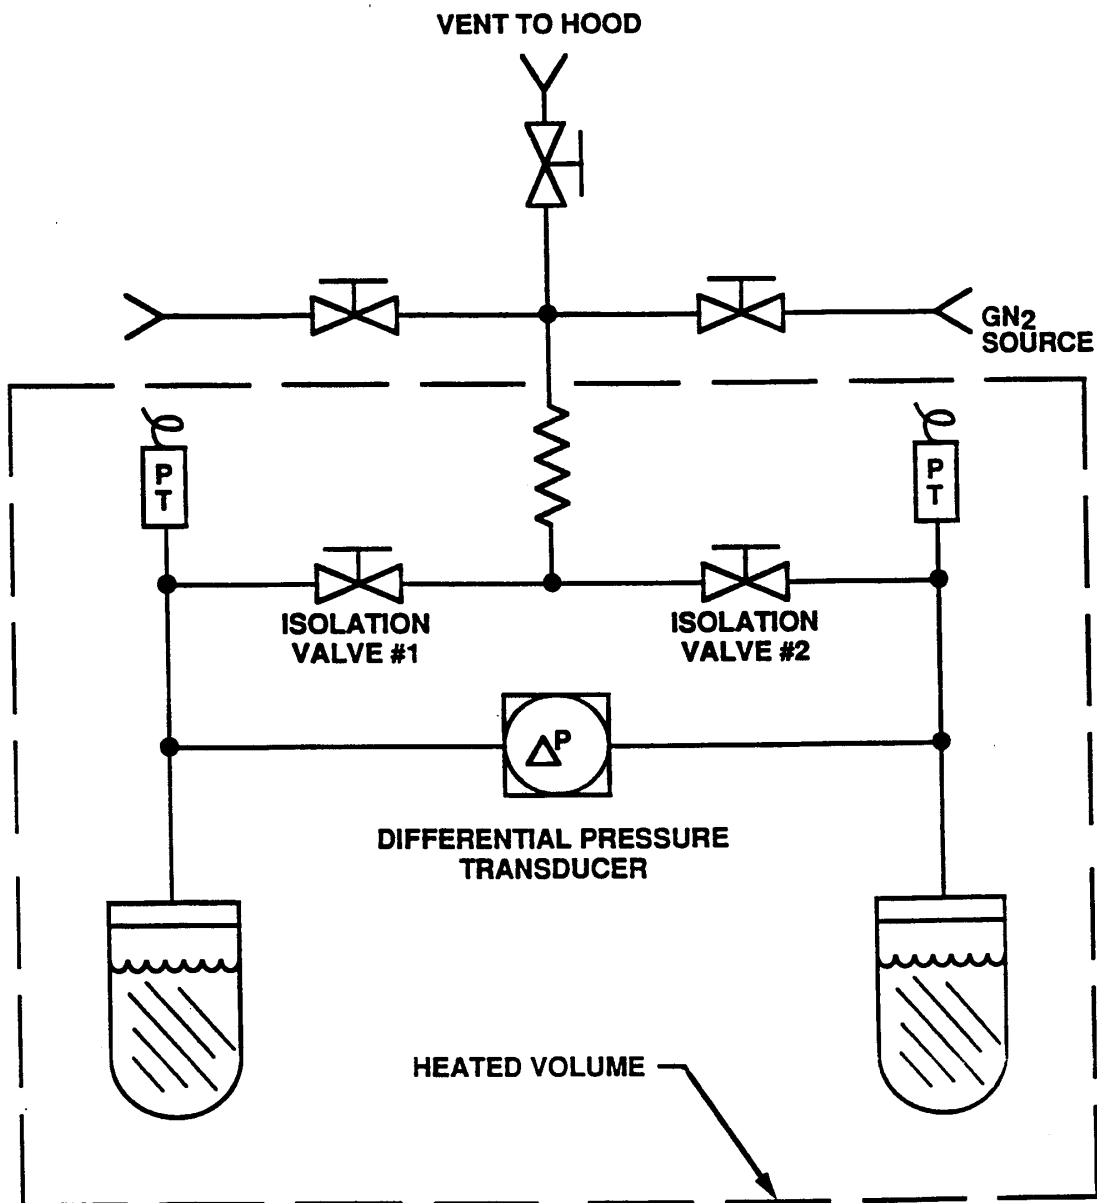 VENT TO HOOD
GN2
SOURCE
P
T
P
T
ISOLATION
VALVE #1
ISOLATION
VALVE #2
ΔP
DIFFERENTIAL PRESSURE
TRANSDUCER
HEATED VOLUME